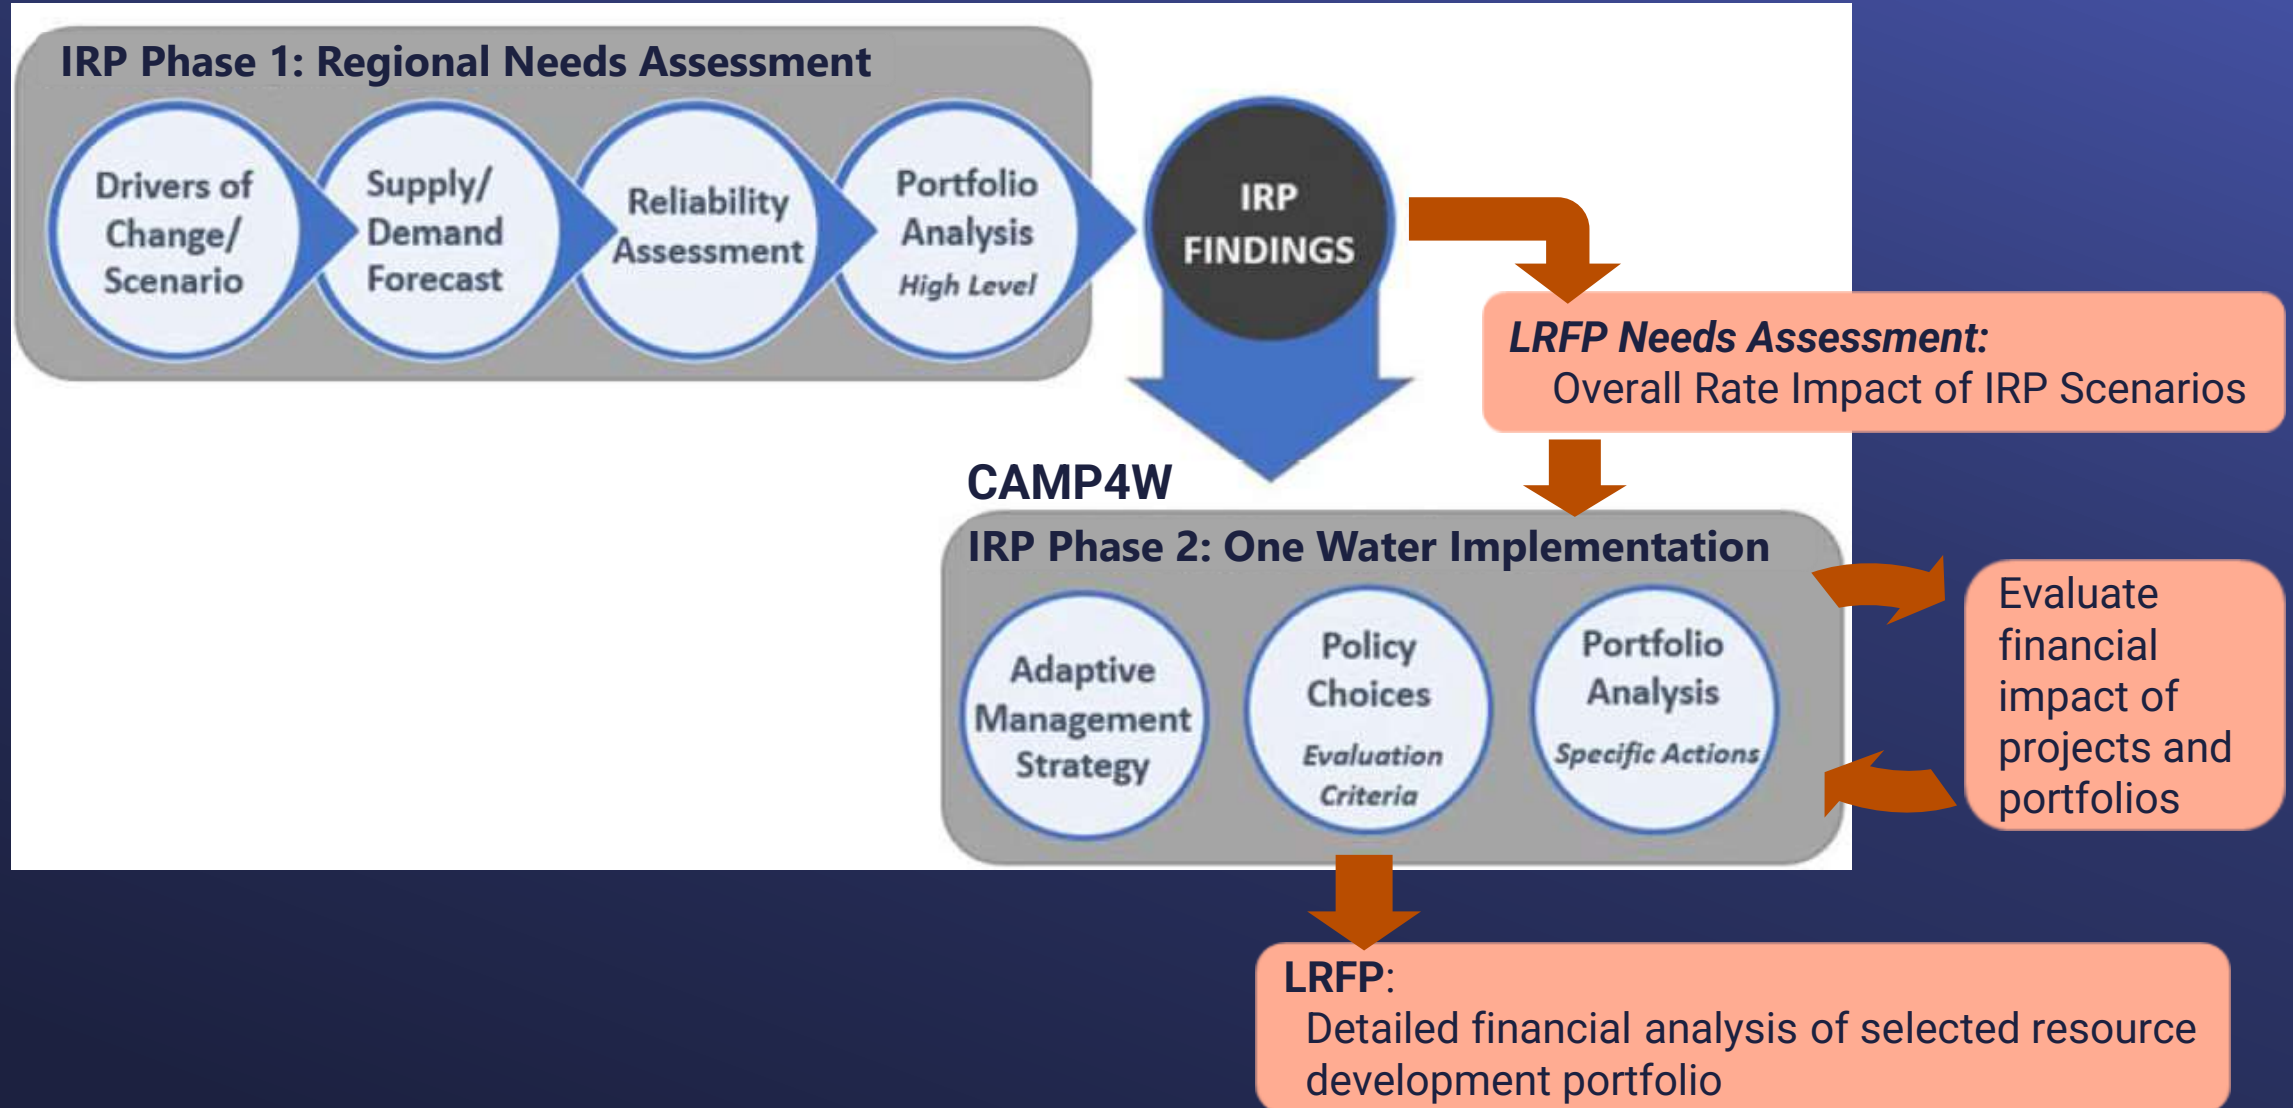 IRP Phase 1: Regional Needs Assessment
Drivers of
Change/
Scenario
Supply/
Demand
Forecast
Reliability
Assessment
Portfolio
Analysis
High Level
IRP
FINDINGS
LRFP Needs Assessment:
Overall Rate Impact of IRP Scenarios
CAMP4W
IRP Phase 2: One Water Implementation
Adaptive
Management
Strategy
Policy
Choices
Evaluation
Criteria
Portfolio
Analysis
Specific Actions
Evaluate
financial
impact of
projects and
portfolios
LRFP:
Detailed financial analysis of selected resource
development portfolio